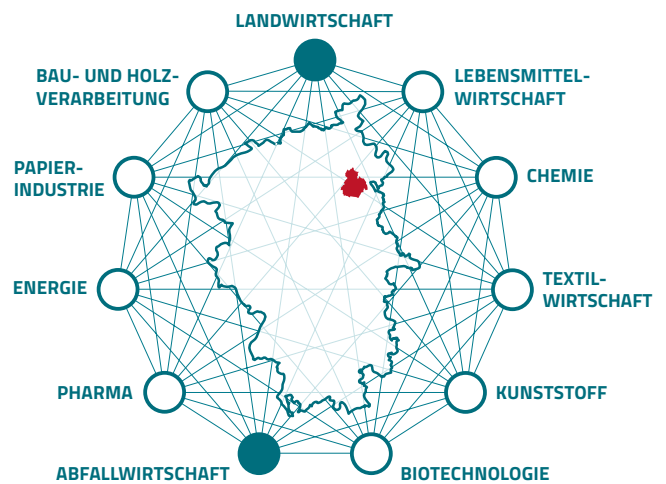 LANDWIRTSCHAFT
BAU- UND HOLZ-
VERARBEITUNG
LEBENSMITTEL-
WIRTSCHAFT
PAPIER-
INDUSTRIE
CHEMIE
ENERGIE
TEXTIL-
WIRTSCHAFT
PHARMA
KUNSTSTOFF
ABFALLWIRTSCHAFT
BIOTECHNOLOGIE